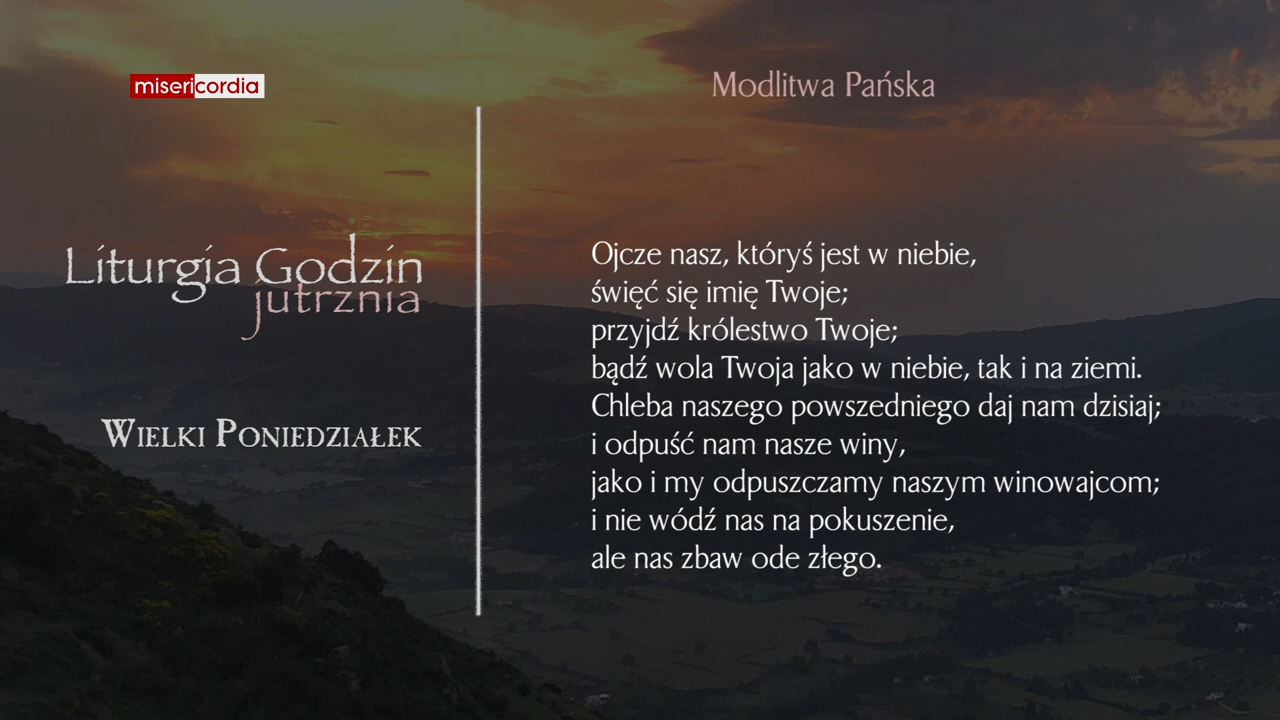 misericordia
Liturgia Godzin
jutrznia
Wielki Poniedziałek
Modlitwa Pańska
Ojcze nasz, któryś jest w niebie,
święć się imię Twoje;
przyjdź królestwo Twoje;
bądź wola Twoja jako w niebie, tak i na ziemi.
Chleba naszego powszedniego daj nam dzisiaj;
i odpuść nam nasze winy,
jako i my odpuszczamy naszym winowajcom;
i nie wódź nas na pokuszenie,
ale nas zbaw ode złego.